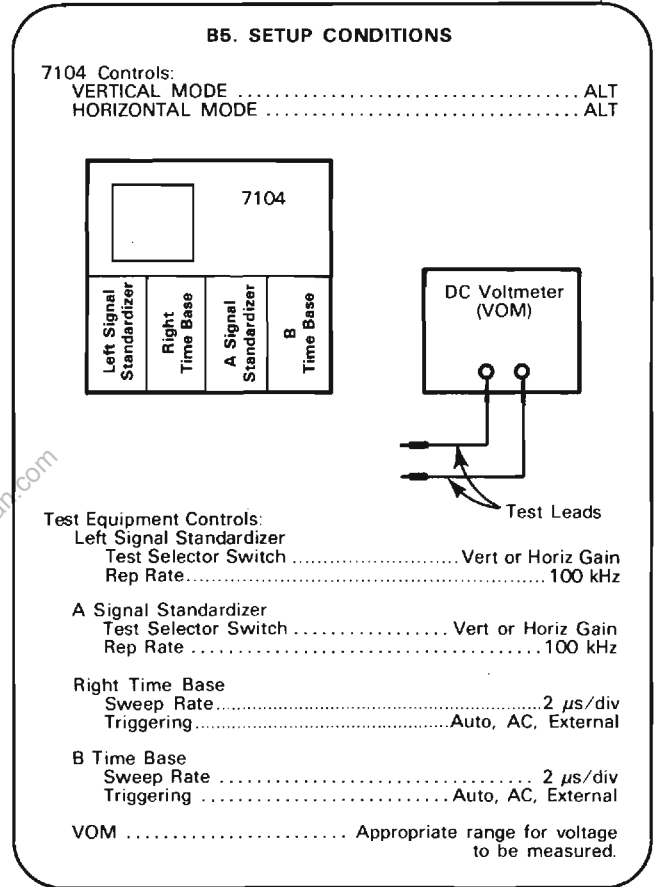 B5. SETUP CONDITIONS
7104 Controls:
VERTICAL MODE ..................................... ALT
HORIZONTAL MODE .................................. ALT
7104
Left Signal
Standardizer
Right
Time Base
A Signal
Standardizer
B
Time Base
DC Voltmeter
(VOM)
Test Leads
Test Equipment Controls:
Left Signal Standardizer
Test Selector Switch ..........................Vert or Horiz Gain
Rep Rate.....................................................100 kHz
A Signal Standardizer
Test Selector Switch ................. Vert or Horiz Gain
Rep Rate .....................................100 kHz
Right Time Base
Sweep Rate......................................................2 μs/div
Triggering..........................................Auto, AC, External
B Time Base
Sweep Rate ................................. 2 μs/div
Triggering ..........................Auto, AC, External
VOM ........................ Appropriate range for voltage
to be measured.